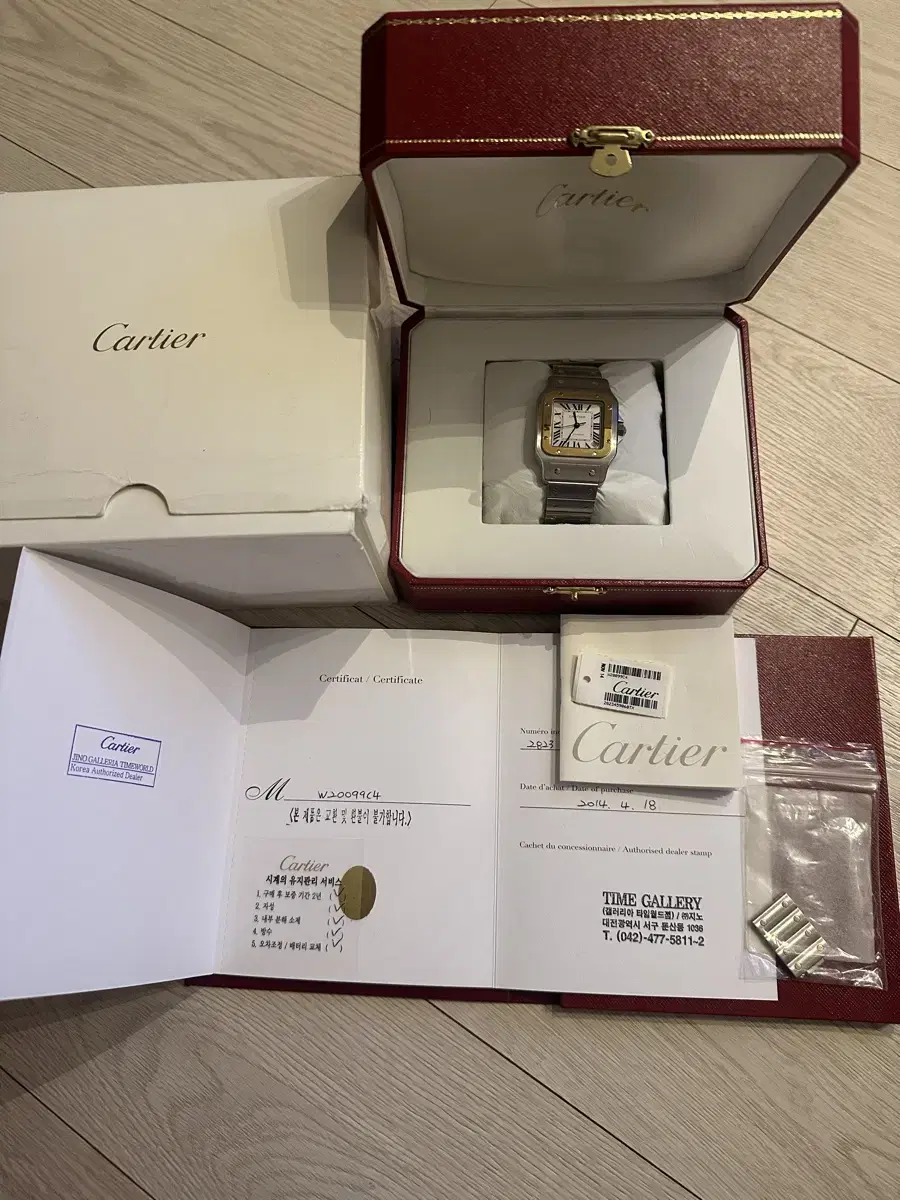 Cartier
Cartier
Cartier
JINO GALLERIA TIMEWORLD
Korea Authorized Dealer
Certificat / Certificate
M W20099C4
《본 제품은 교환 및 환불이 불가합니다.》
Cartier
시계의 유지관리 서비스
1. 구매 후 보증 기간 2년
2. 자성
3. 내부 분해 소제
4. 방수
5. 오차조정 / 배터리 교체
Cartier
Cartier
Numéro
2823
Date d'achat / Date of purchase
2014. 4. 18
Cachet du concessionnaire / Authorised dealer stamp
TIME GALLERY
(갤러리아 타임월드점) / ㈜지노
대전광역시 서구 둔산동 1036
T. (042)-477-5811~2